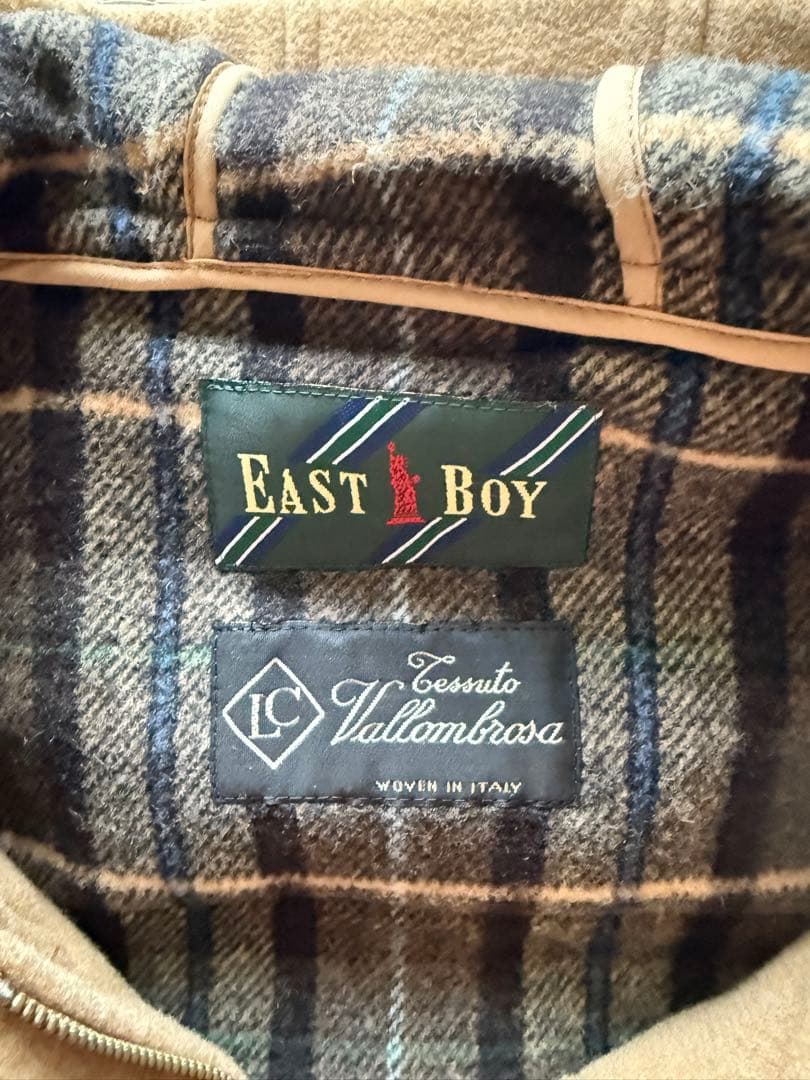 EAST BOY
LC
Tessuto
Vallombrosa
WOVEN IN ITALY